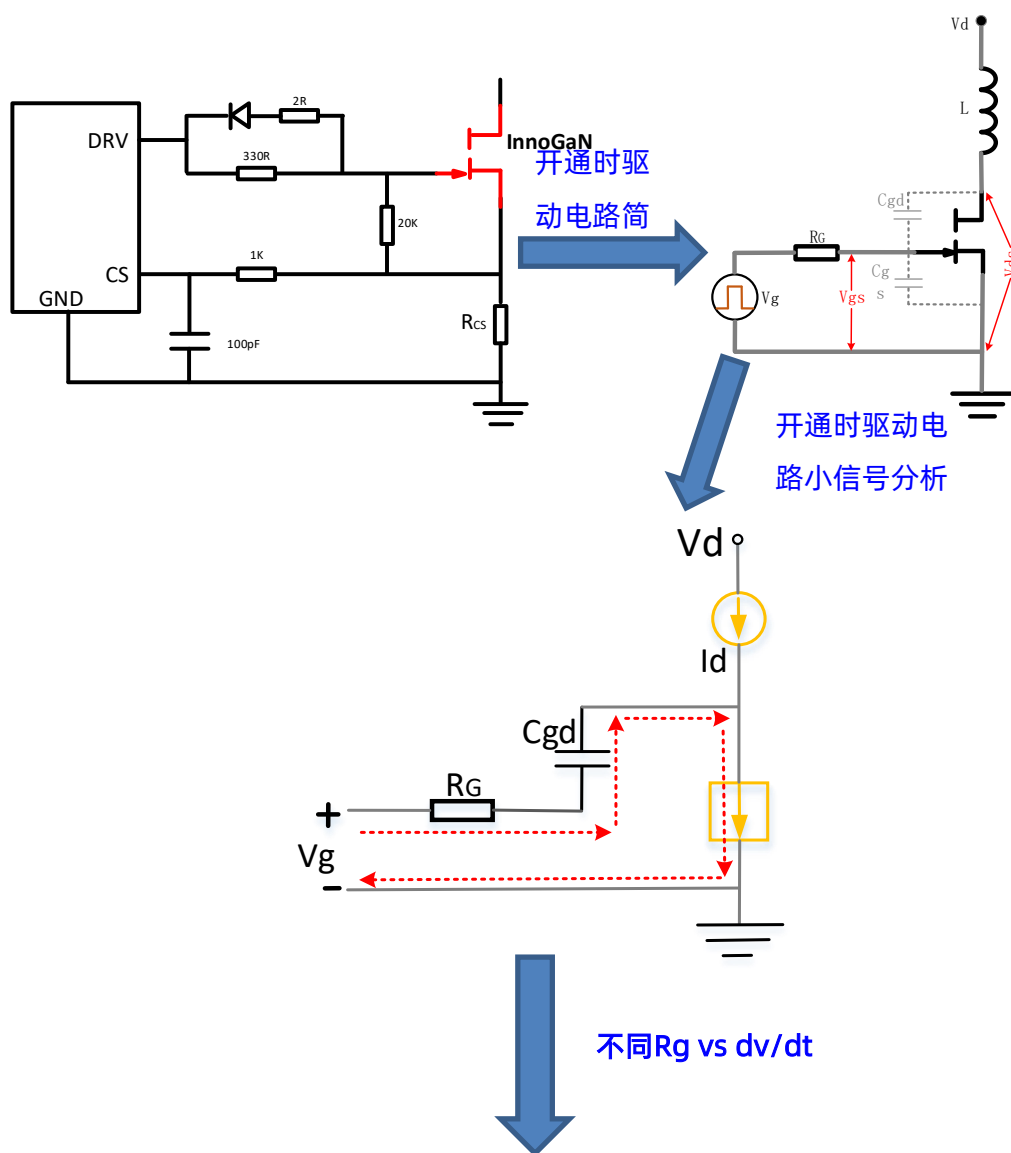 DRV
2R
330R
InnoGaN
20K
CS
1K
GND
100pF
RCS
开通时驱
动电路简
Vd
L
Cgd
RG
Cg
s
Vg
Vgs
Vds
开通时驱动电
路小信号分析
Vd
Id
Cgd
RG
+
Vg
-
不同Rg vs dv/dt